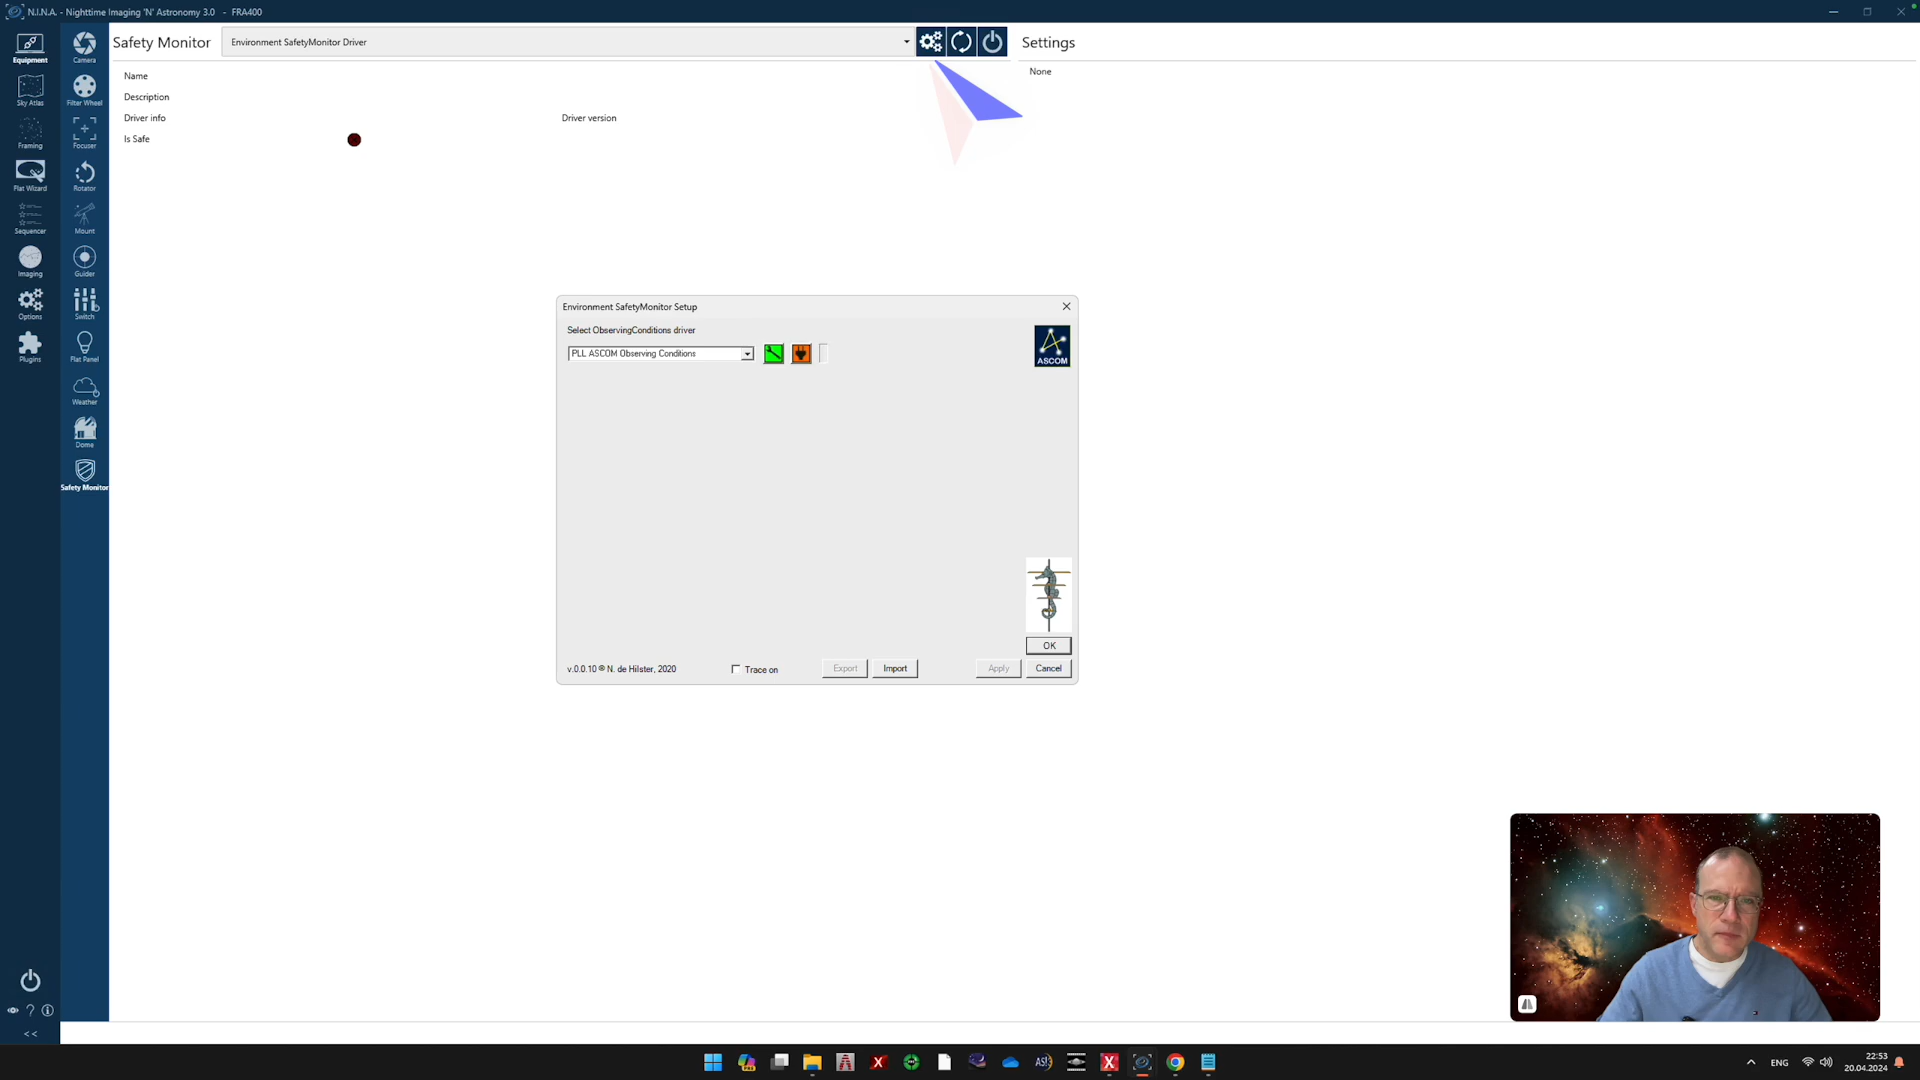 N.I.N.A. - Nighttime Imaging 'N' Astronomy 3.0 - FRA400
Equipment
Sky Atlas
Framing
Flat Wizard
Sequencer
Imaging
Options
Plugins
<<
Camera
Filter Wheel
Focuser
Rotator
Mount
Guider
Switch
Flat Panel
Weather
Dome
Safety Monitor
Safety Monitor
Environment SafetyMonitor Driver
Settings
Name
None
Description
Driver info
Driver version
Is Safe
Environment SafetyMonitor Setup
Select ObservingConditions driver
PLL ASCOM Observing Conditions
ASCOM
OK
v.0.0.10 ® N. de Hilster, 2020
Trace on
Export
Import
Apply
Cancel
ENG
22:53
20.04.2024